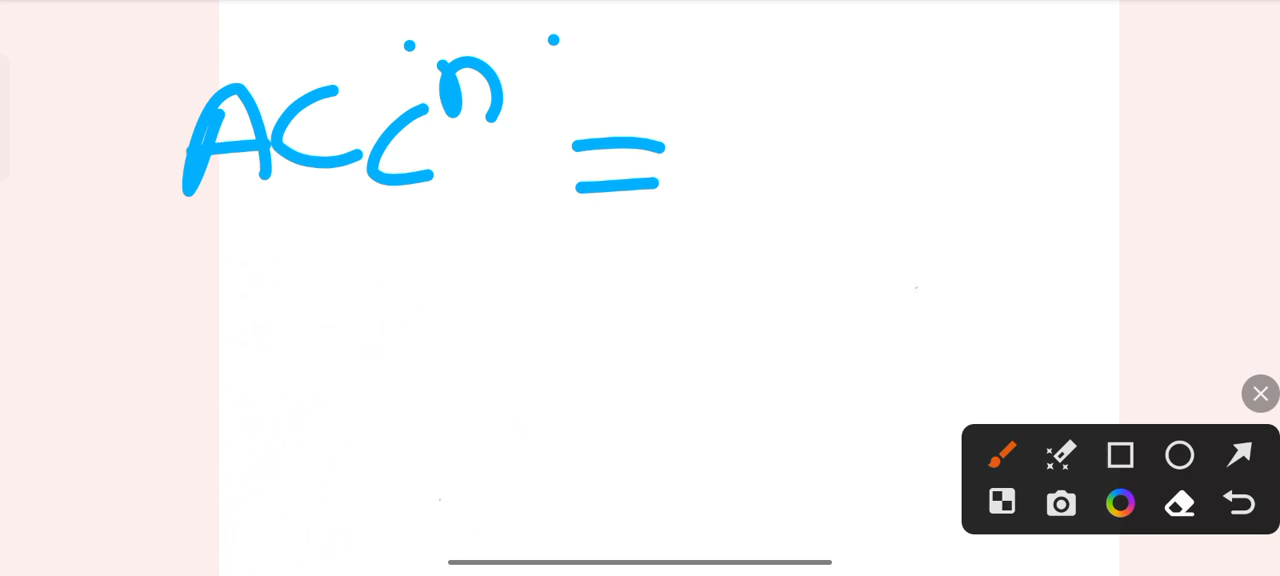 ACCⁿ =